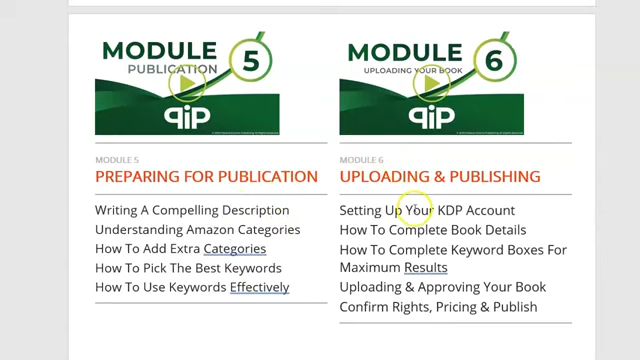 MODULE 5
PUBLICATION
PIP
MODULE 5
PREPARING FOR PUBLICATION
Writing A Compelling Description
Understanding Amazon Categories
How To Add Extra Categories
How To Pick The Best Keywords
How To Use Keywords Effectively
MODULE 6
UPLOADING YOUR BOOK
PIP
MODULE 6
UPLOADING & PUBLISHING
Setting Up Your KDP Account
How To Complete Book Details
How To Complete Keyword Boxes For
Maximum Results
Uploading & Approving Your Book
Confirm Rights, Pricing & Publish